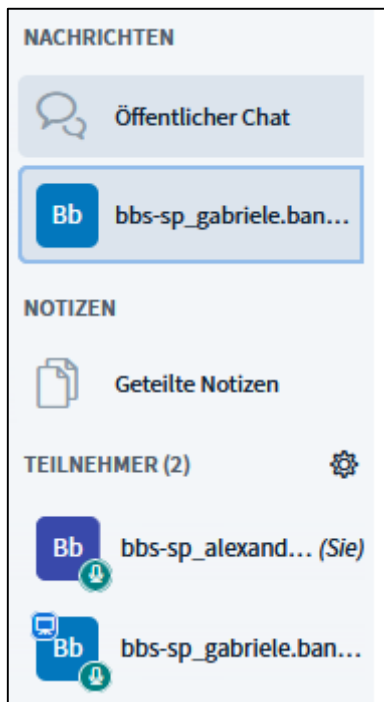 NACHRICHTEN
Öffentlicher Chat
Bb bbs-sp_gabriele.ban...
NOTIZEN
Geteilte Notizen
TEILNEHMER (2)
Bb bbs-sp_alexand... (Sie)
Bb bbs-sp_gabriele.ban...